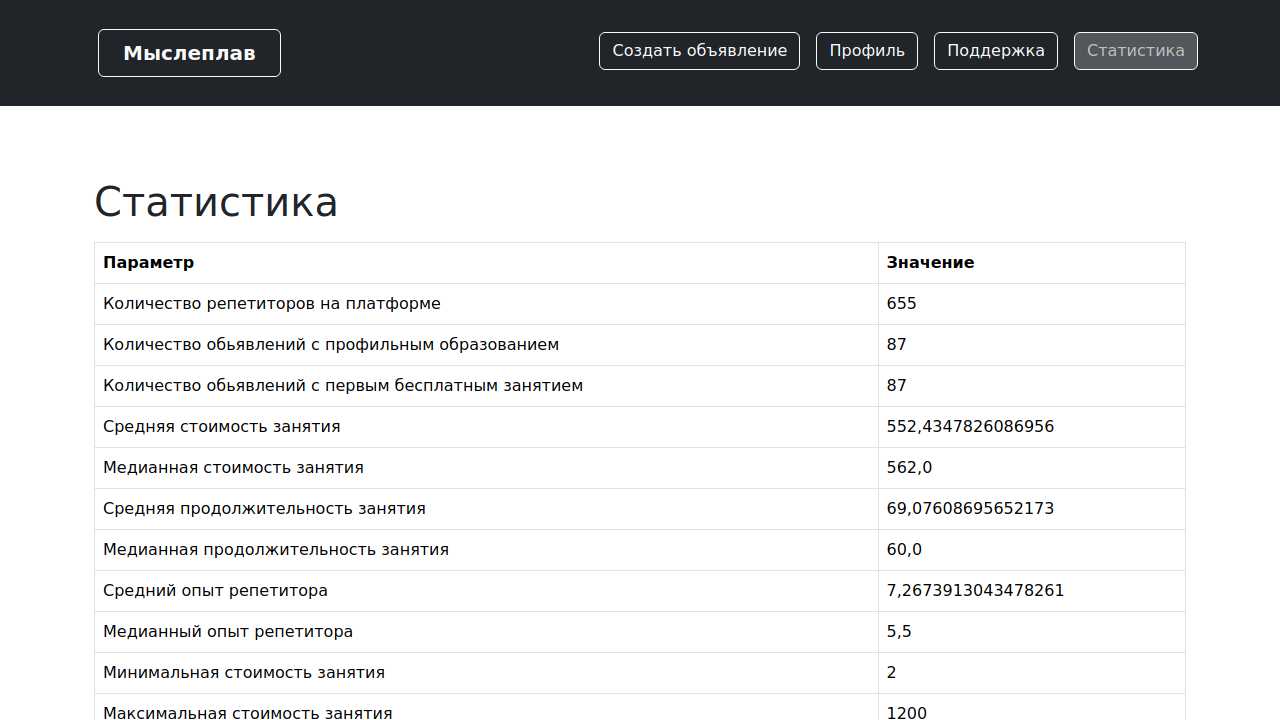 Мыслеплав
Создать объявление Профиль Поддержка Статистика
Статистика
Параметр Значение
Количество репетиторов на платформе 655
Количество обьявлений с профильным образованием 87
Количество обьявлений с первым бесплатным занятием 87
Средняя стоимость занятия 552,4347826086956
Медианная стоимость занятия 562,0
Средняя продолжительность занятия 69,07608695652173
Медианная продолжительность занятия 60,0
Средний опыт репетитора 7,2673913043478261
Медианный опыт репетитора 5,5
Минимальная стоимость занятия 2
Максимальная стоимость занятия 1200